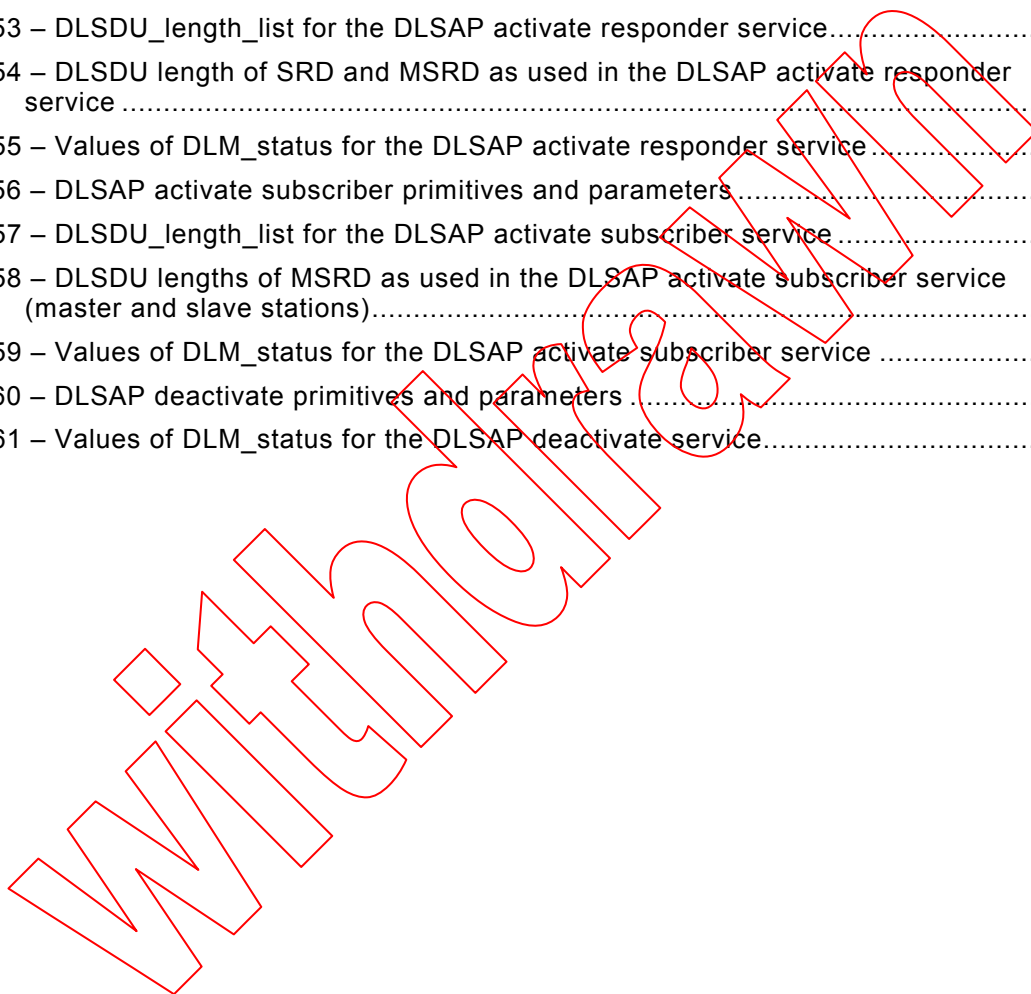 53 – DLSDU_length_list for the DLSAP activate responder service
54 – DLSDU length of SRD and MSRD as used in the DLSAP activate responder
service
55 – Values of DLM_status for the DLSAP activate responder service
56 – DLSAP activate subscriber primitives and parameters
57 – DLSDU_length_list for the DLSAP activate subscriber service
58 – DLSDU lengths of MSRD as used in the DLSAP activate subscriber service
(master and slave stations)
59 – Values of DLM_status for the DLSAP activate subscriber service
60 – DLSAP deactivate primitives and parameters
61 – Values of DLM_status for the DLSAP deactivate service
withdrawn